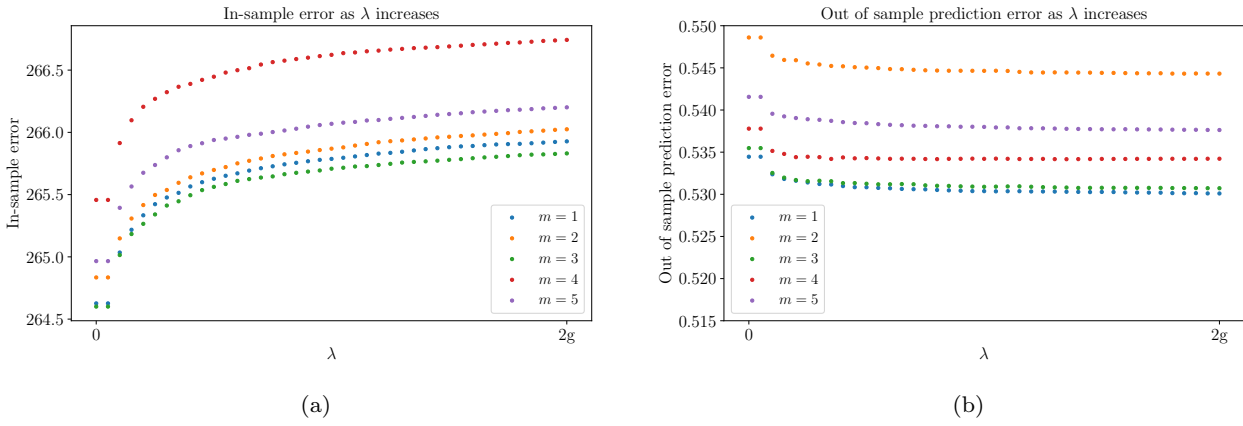 In-sample error as λ increases
In-sample error
266.5
266.0
265.5
265.0
264.5
m = 1
m = 2
m = 3
m = 4
m = 5
0
2g
λ
(a)
Out of sample prediction error as λ increases
Out of sample prediction error
0.550
0.545
0.540
0.535
0.530
0.525
0.520
0.515
m = 1
m = 2
m = 3
m = 4
m = 5
0
2g
λ
(b)